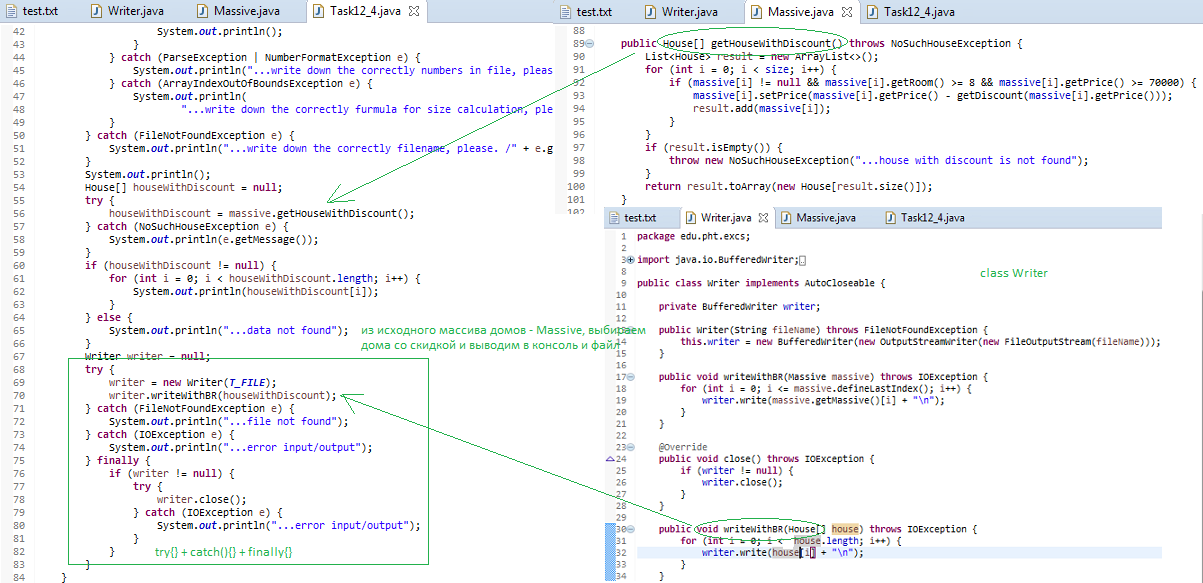 test.txt Writer.java Massive.java Task12_4.java
42 System.out.println();
43 }
44 } catch (ParseException | NumberFormatException e) {
45 System.out.println("...write down the correctly numbers in file, pleas
46 } catch (ArrayIndexOutOfBoundsException e) {
47 System.out.println(
48 "...write down the correctly furmula for size calculation, ple
49 }
50 } catch (FileNotFoundException e) {
51 System.out.println("...write down the correctly filename, please. /" + e.g
52 }
53 System.out.println();
54 House[] houseWithDiscount = null;
55 try {
56 houseWithDiscount = massive.getHouseWithDiscount();
57 } catch (NoSuchHouseException e) {
58 System.out.println(e.getMessage());
59 }
60 if (houseWithDiscount != null) {
61 for (int i = 0; i < houseWithDiscount.length; i++) {
62 System.out.println(houseWithDiscount[i]);
63 }
64 } else {
65 System.out.println("...data not found");
66 }
67 Writer writer = null;
68 try {
69 writer = new Writer(T_FILE);
70 writer.writeWithBR(houseWithDiscount);
71 } catch (FileNotFoundException e) {
72 System.out.println("...file not found");
73 } catch (IOException e) {
74 System.out.println("...error input/output");
75 } finally {
76 if (writer != null) {
77 try {
78 writer.close();
79 } catch (IOException e) {
80 System.out.println("...error input/output");
81 }
82 } try{} + catch(){} + finally{}
83 }
84 }
из исходного массива домов - Massive, выбираем
дома со скидкой и выводим в консоль и файл
test.txt Writer.java Massive.java Task12_4.java
88
89 public House[] getHouseWithDiscount() throws NoSuchHouseException {
90 List<House> result = new ArrayList<>();
91 for (int i = 0; i < size; i++) {
92 if (massive[i] != null && massive[i].getRoom() >= 8 && massive[i].getPrice() >= 70000) {
93 massive[i].setPrice(massive[i].getPrice() - getDiscount(massive[i].getPrice()));
94 result.add(massive[i]);
95 }
96 }
97 if (result.isEmpty()) {
98 throw new NoSuchHouseException("...house with discount is not found");
99 }
100 return result.toArray(new House[result.size()]);
101 }
102
test.txt Writer.java Massive.java Task12_4.java
1 package edu.pht.excs;
2
3 import java.io.BufferedWriter;
8
9 public class Writer implements AutoCloseable {
class Writer
10
11 private BufferedWriter writer;
12
public Writer(String fileName) throws FileNotFoundException {
14 this.writer = new BufferedWriter(new OutputStreamWriter(new FileOutputStream(fileName)));
15 }
16
17 public void writeWithBR(Massive massive) throws IOException {
18 for (int i = 0; i <= massive.defineLastIndex(); i++) {
19 writer.write(massive.getMassive()[i] + "\n");
20 }
21 }
22
23 @Override
24 public void close() throws IOException {
25 if (writer != null) {
26 writer.close();
27 }
28 }
29
30 public void writeWithBR(House[] house) throws IOException {
31 for (int i = 0; i < house.length; i++) {
32 writer.write(house[i] + "\n");
33 }
34 }